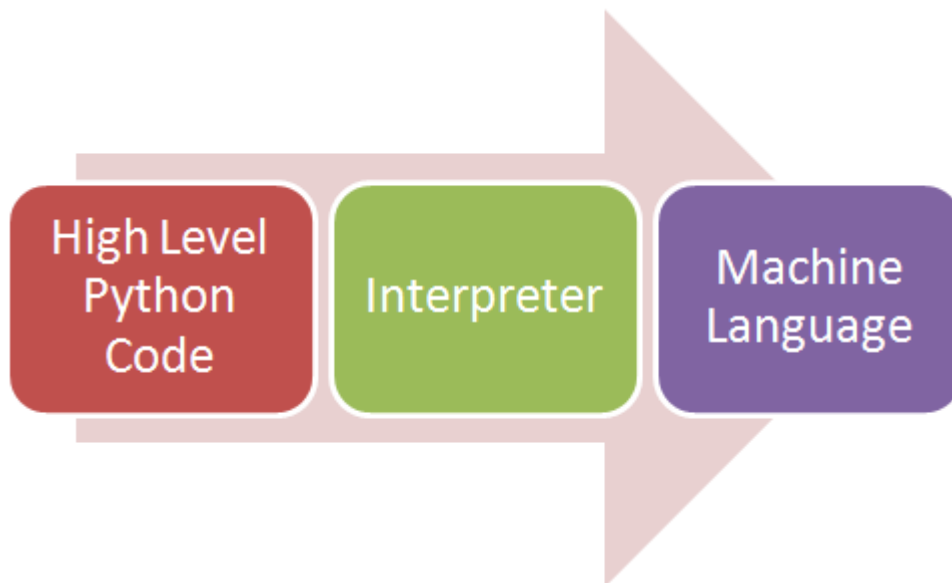 High Level
Python
Code
Interpreter
Machine
Language